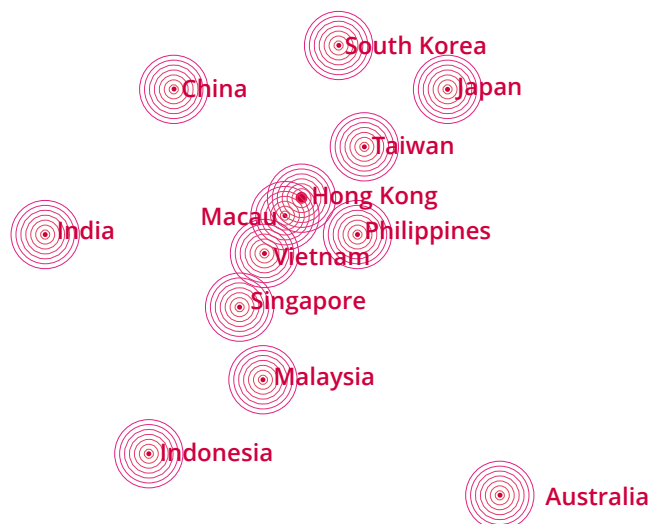 South Korea
China
Japan
Taiwan
Hong Kong
Macau
India
Philippines
Vietnam
Singapore
Malaysia
Indonesia
Australia